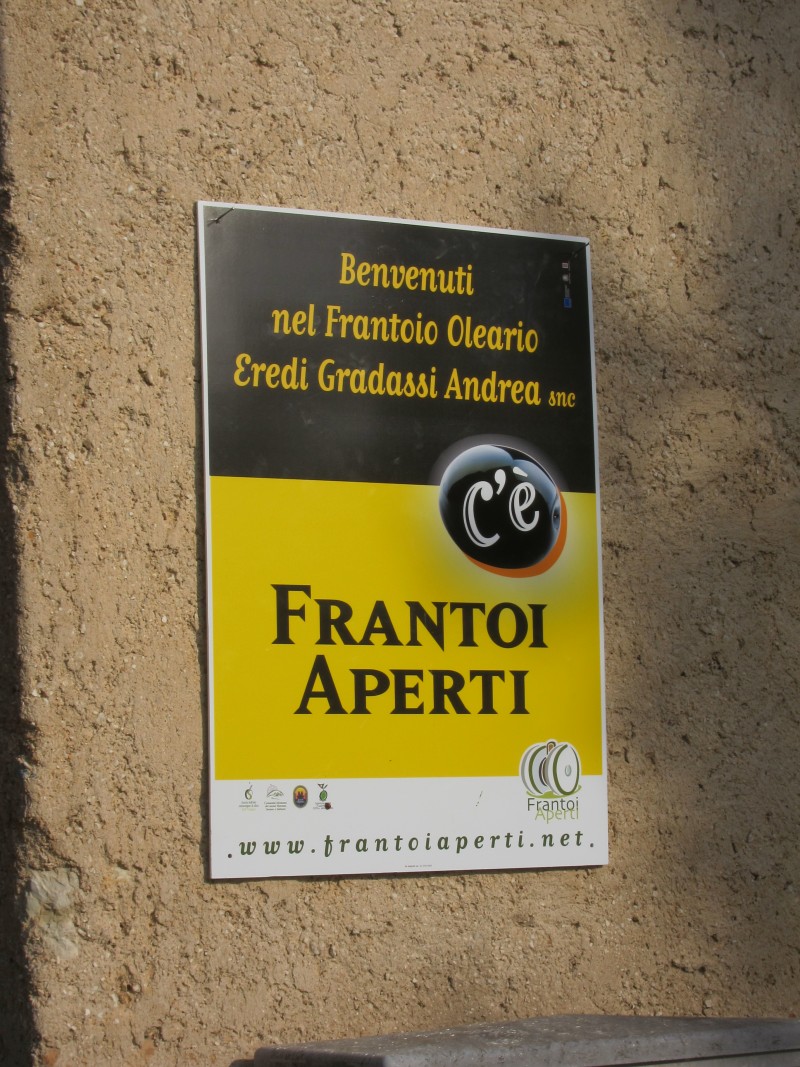 Benvenuti
nel Frantoio Oleario
Eredi Gradassi Andrea snc
c'è
FRANTOI
APERTI
Frantoi
Aperti
.www.frantoiaperti.net.